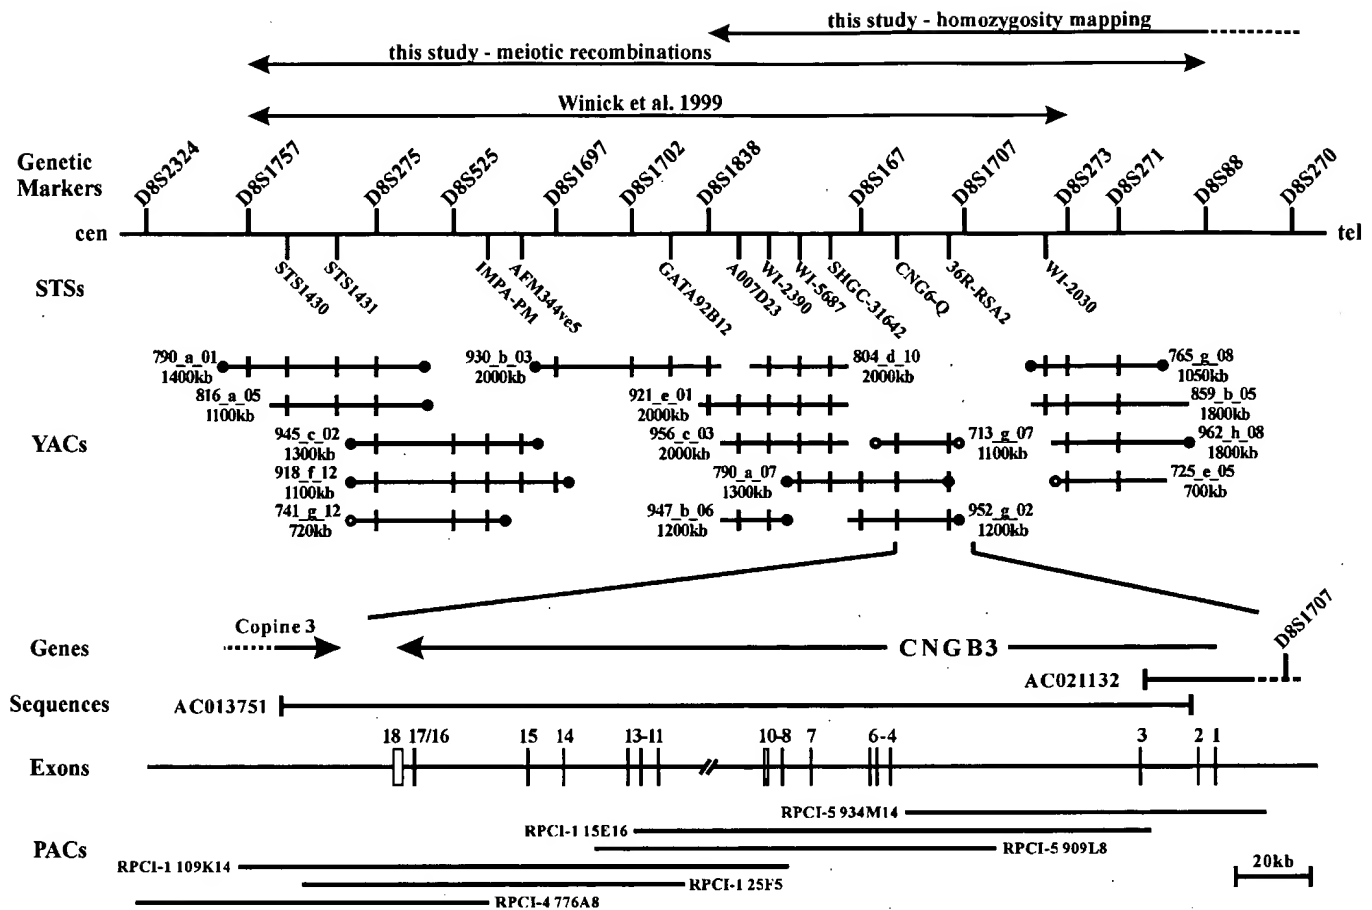 this study - homozygosity mapping
this study - meiotic recombinations
Winick et al. 1999
Genetic
Markers
D8S2324
D8S1757
D8S275
D8S525
D8S1697
D8S1702
D8S1838
D8S167
D8S1707
D8S273
D8S271
D8S88
D8S270
cen
tel
STSs
STS1430
STS1431
IMPA-PM
AFM344ve5
GATA92B12
A007D23
WI-2390
WI-5687
SHGC-31642
CNG6-Q
36R-RSA2
WI-2030
YACs
790_a_01
1400kb
930_b_03
2000kb
804_d_10
2000kb
765_g_08
1050kb
816_a_05
1100kb
921_e_01
2000kb
859_b_05
1800kb
945_c_02
1300kb
956_c_03
2000kb
713_g_07
1100kb
962_h_08
1800kb
918_f_12
1100kb
790_a_07
1300kb
725_e_05
700kb
741_g_12
720kb
947_b_06
1200kb
952_g_02
1200kb
Genes
Copine 3
CNGB3
D8S1707
AC021132
Sequences
AC013751
Exons
18 17/16 15 14 13-11 10-8 7 6-4 3 2 1
PACs
RPCI-5 934M14
RPCI-1 15E16
RPCI-5 909L8
RPCI-1 109K14
RPCI-1 25F5
RPCI-4 776A8
20kb